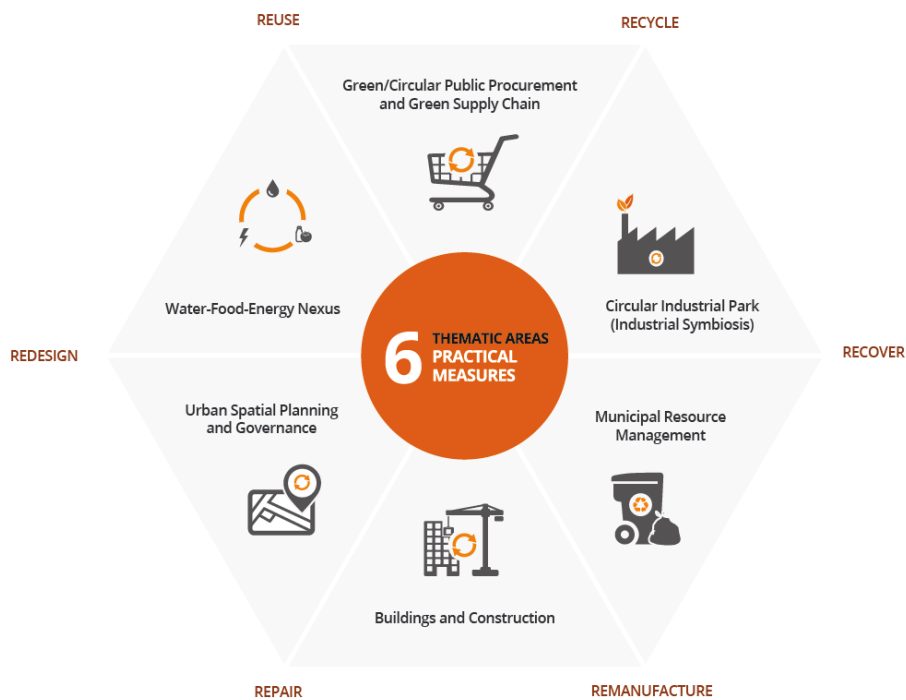 REUSE
RECYCLE
Green/Circular Public Procurement
and Green Supply Chain
Water-Food-Energy Nexus
Circular Industrial Park
(Industrial Symbiosis)
6
THEMATIC AREAS
PRACTICAL
MEASURES
REDESIGN
RECOVER
Urban Spatial Planning
and Governance
Municipal Resource
Management
Buildings and Construction
REPAIR
REMANUFACTURE